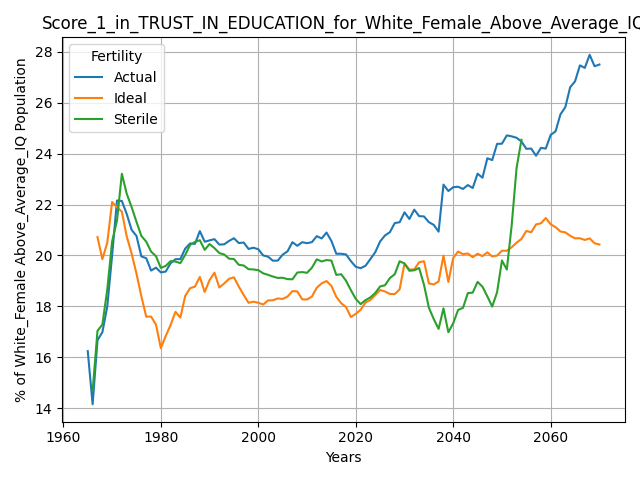 Score_1_in_TRUST_IN_EDUCATION_for_White_Female_Above_Average_IQ
Fertility
Actual
Ideal
Sterile
% of White_Female Above_Average_IQ Population
28
26
24
22
20
18
16
14
1960
1980
2000
2020
2040
2060
Years